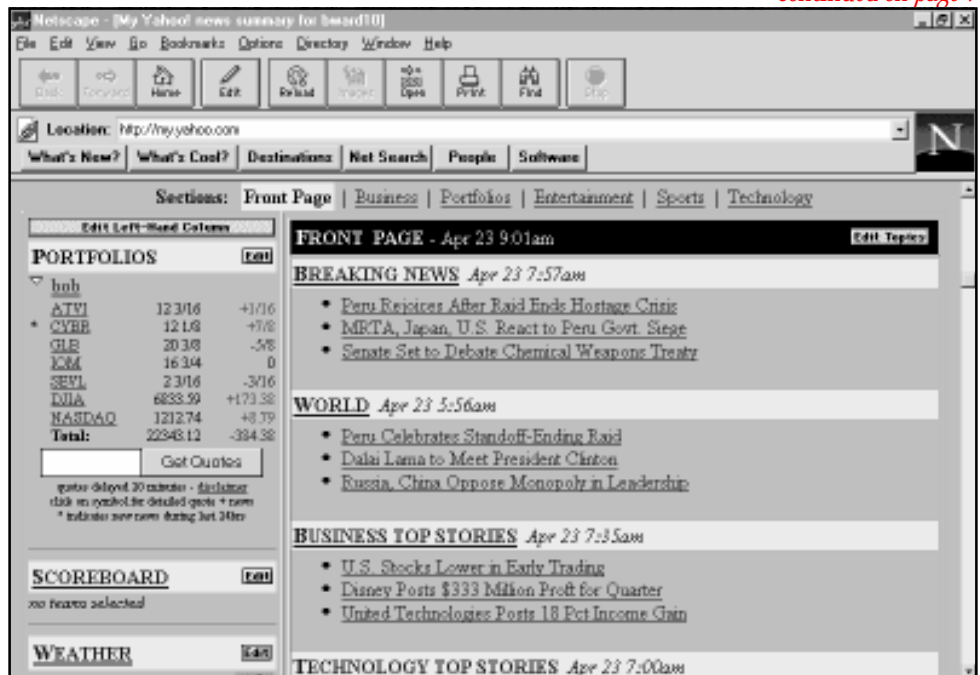 continued on page
Netscape - [My Yahoo! news summary for bward10]
File Edit View Go Bookmarks Options Directory Window Help
Back Forward Home Edit Reload Images Open Print Find Stop
Location: http://my.yahoo.com
What's New? What's Cool? Destinations Net Search People Software
N
Sections: Front Page | Business | Portfolios | Entertainment | Sports | Technology
Edit Left-Hand Column
PORTFOLIOS Edit
bob
ATVI 12 3/16 +1/16
* CYBR 12 1/8 +7/8
GLB 20 3/8 -5/8
IOM 16 3/4 0
SEVL 2 3/16 -3/16
DJIA 6833.59 +173.38
NASDAQ 1212.74 +8.79
Total: 22343.12 -384.38
Get Quotes
quotes delayed 20 minutes - disclaimer
click on symbol for detailed quote + news
* indicates new news during last 24hrs
SCOREBOARD Edit
no teams selected
WEATHER Edit
FRONT PAGE - Apr 23 9:01am Edit Topics
BREAKING NEWS Apr 23 7:57am
• Peru Rejoices After Raid Ends Hostage Crisis
• MRTA, Japan, U.S. React to Peru Govt. Siege
• Senate Set to Debate Chemical Weapons Treaty
WORLD Apr 23 5:56am
• Peru Celebrates Standoff-Ending Raid
• Dalai Lama to Meet President Clinton
• Russia, China Oppose Monopoly in Leadership
BUSINESS TOP STORIES Apr 23 7:35am
• U.S. Stocks Lower in Early Trading
• Disney Posts $333 Million Proft for Quarter
• United Technologies Posts 18 Pct Income Gain
TECHNOLOGY TOP STORIES Apr 23 7:00am